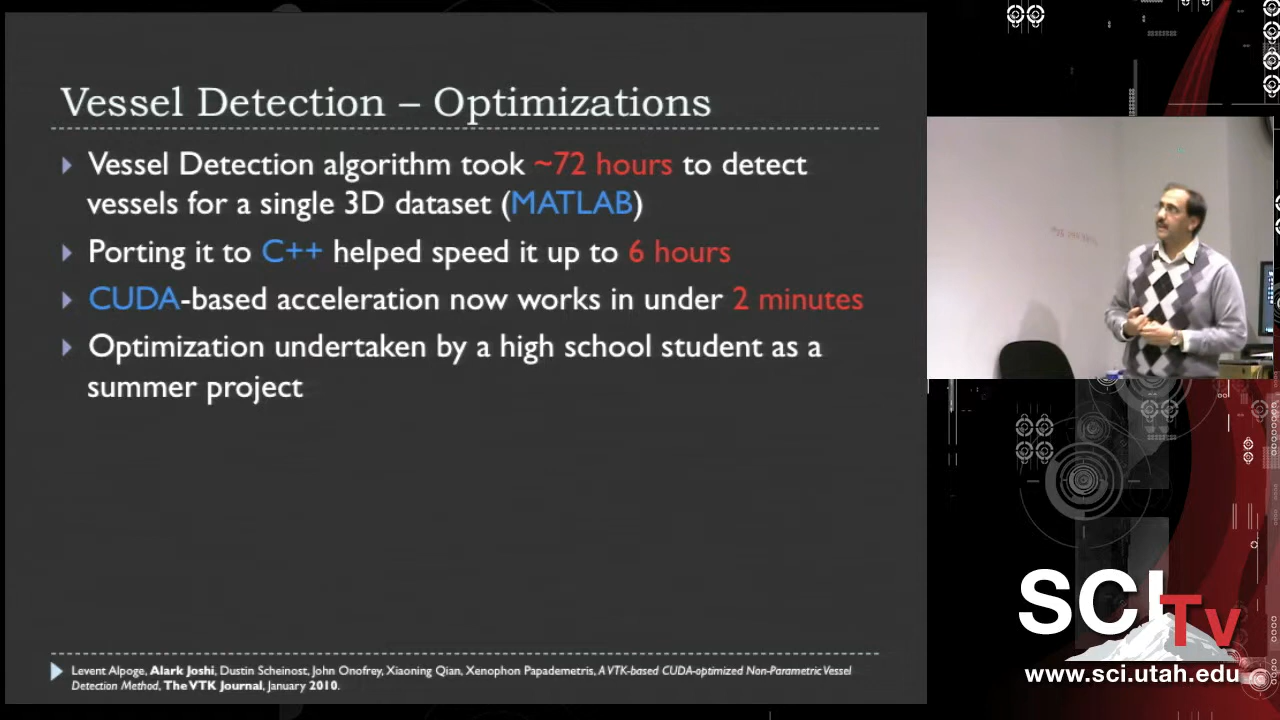 Vessel Detection – Optimizations
Vessel Detection algorithm took ~72 hours to detect
vessels for a single 3D dataset (MATLAB)
Porting it to C++ helped speed it up to 6 hours
CUDA-based acceleration now works in under 2 minutes
Optimization undertaken by a high school student as a
summer project
Levent Alpoge, Alark Joshi, Dustin Scheinost, John Onofrey, Xiaoning Qian, Xenophon Papademetris, A VTK-based CUDA-optimized Non-Parametric Vessel
Detection Method, The VTK Journal, January 2010.
SCI Tv
www.sci.utah.edu